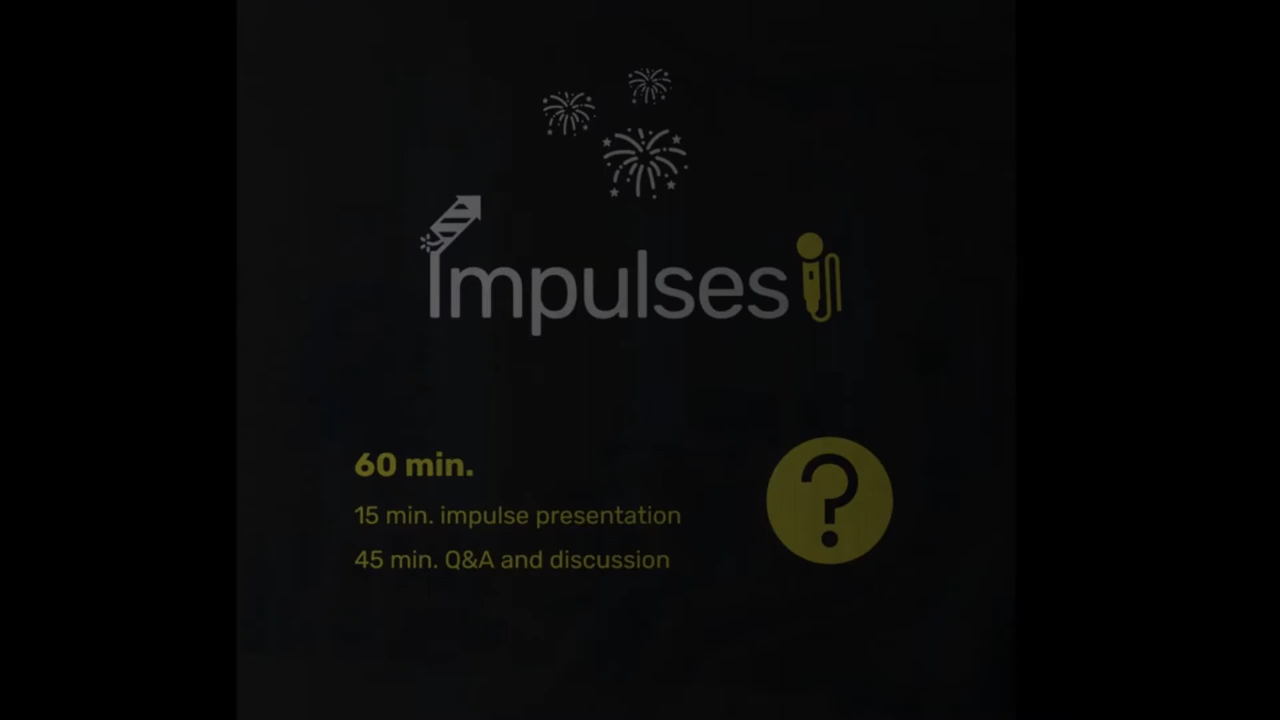 Impulses
60 min.
15 min. impulse presentation
45 min. Q&A and discussion
?